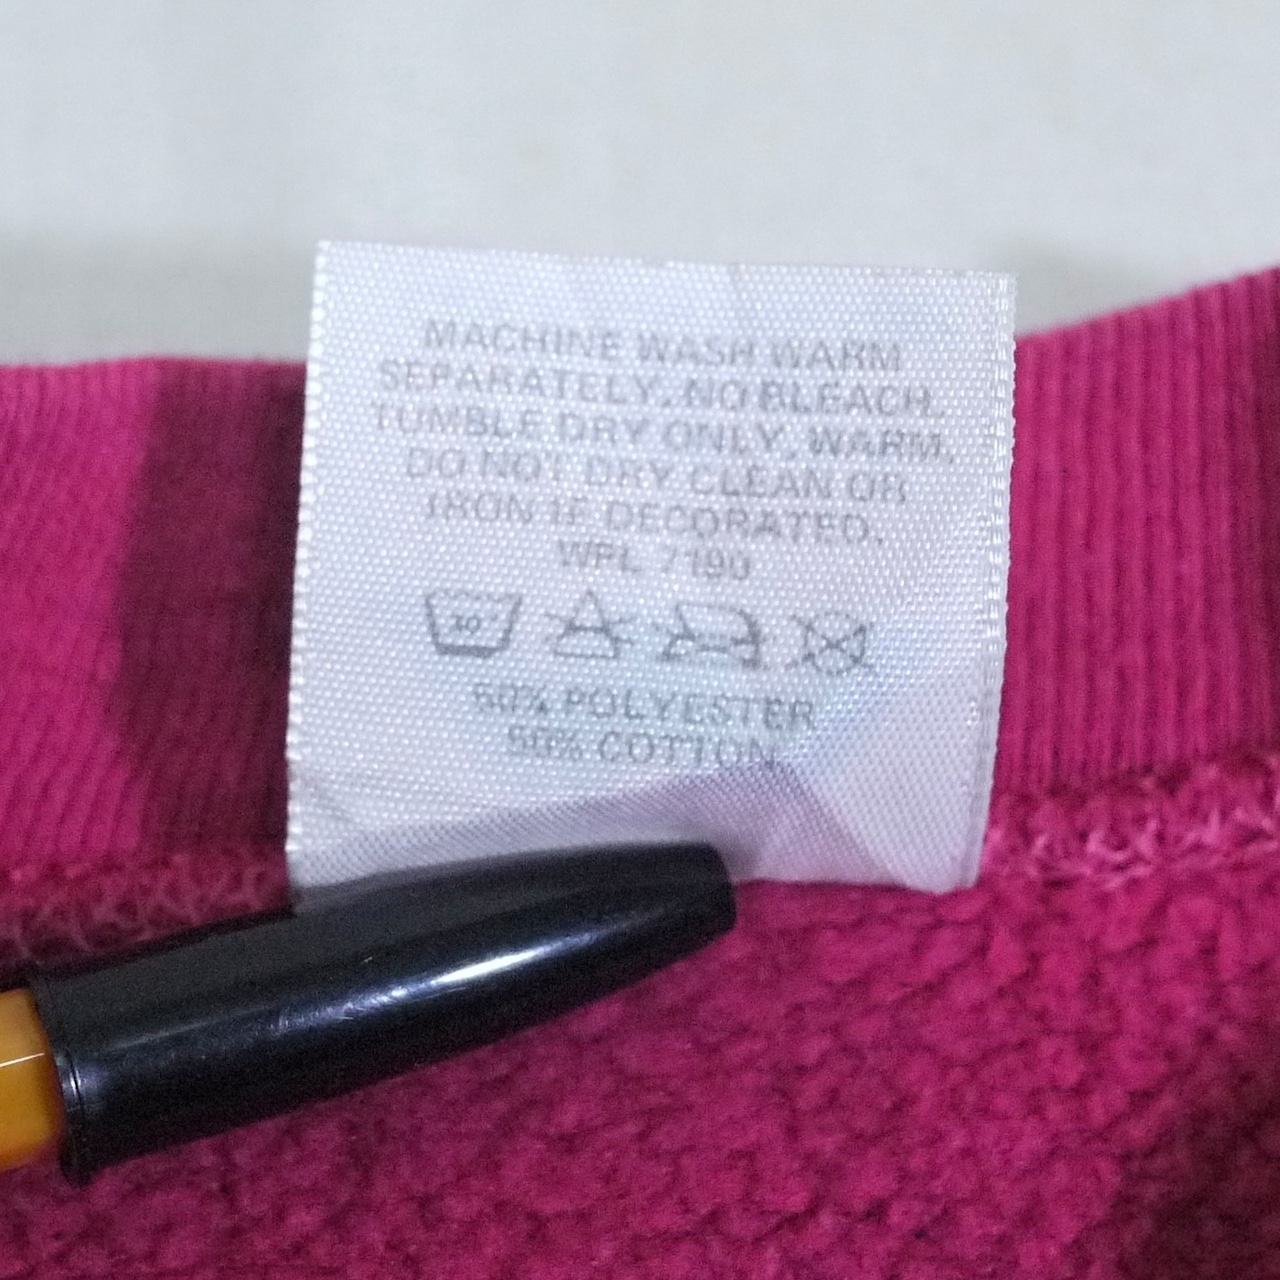 MACHINE WASH WARM
SEPARATELY. NO BLEACH.
TUMBLE DRY ONLY, WARM.
DO NOT DRY CLEAN OR
IRON IF DECORATED.
WPL 7190
30°
50% POLYESTER
50% COTTON